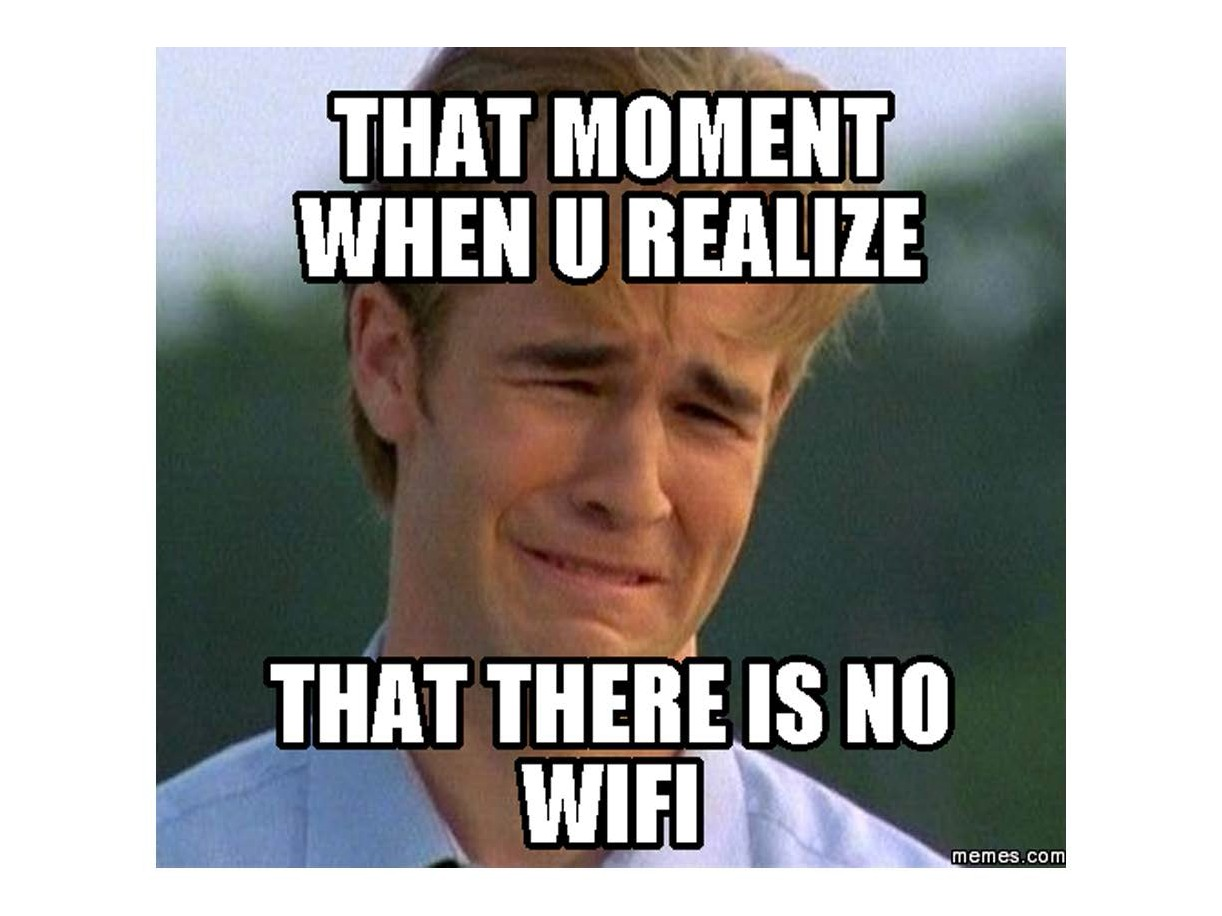 THAT MOMENT
WHEN U REALIZE
THAT THERE IS NO
WIFI
memes.com